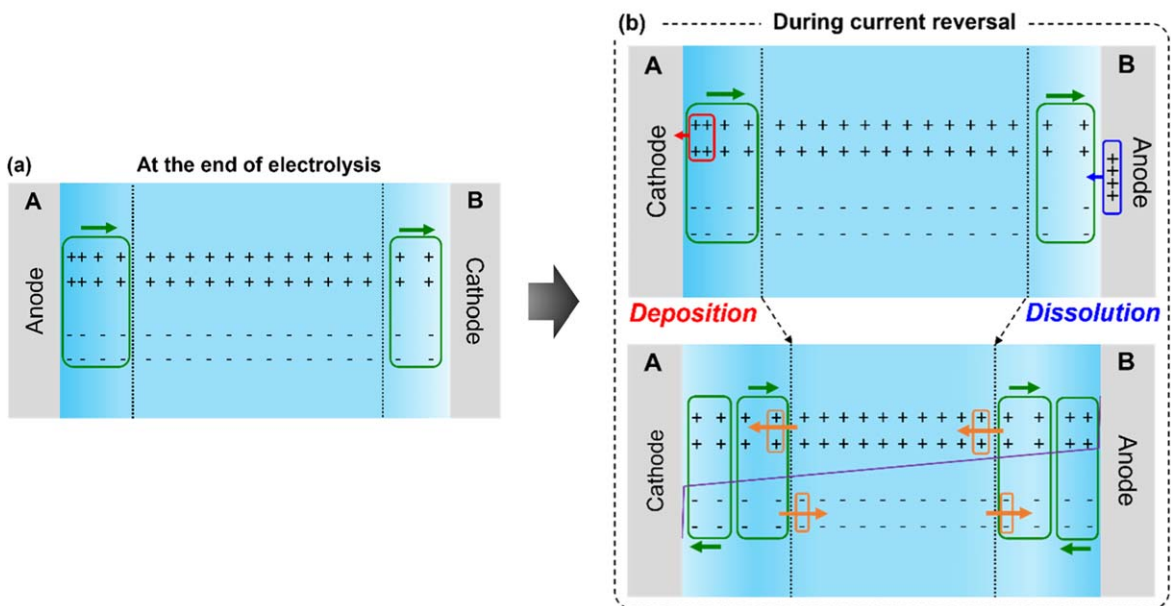 (a)
At the end of electrolysis
A
B
Anode
Cathode
++ + + + + + + + + + + + + + + + + +
++ + + + + + + + + + + + + + + + + +
- - - - - - - - - - - - - - - - -
- - - - - - - - - - - - - - - - -
(b)
During current reversal
A
B
Cathode
Anode
++ + + + + + + + + + + + + + + + + +
++ + + + + + + + + + + + + + + + + +
++++
- - - - - - - - - - - - - - - - -
- - - - - - - - - - - - - - - - -
Deposition
Dissolution
A
B
Cathode
Anode
+ + + + + + + + + + + + + + + + + + +
+ + + + + + + + + + + + + + + + + + +
- - - - - - - - - - - - - - - - - - -
- - - - - - - - - - - - - - - - - - -